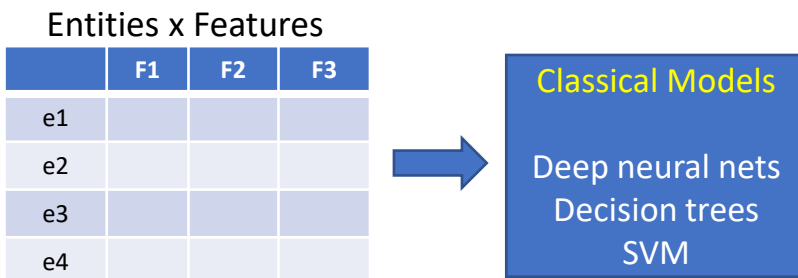 Entities x Features
F1 F2 F3
e1
e2
e3
e4
Classical Models
Deep neural nets
Decision trees
SVM